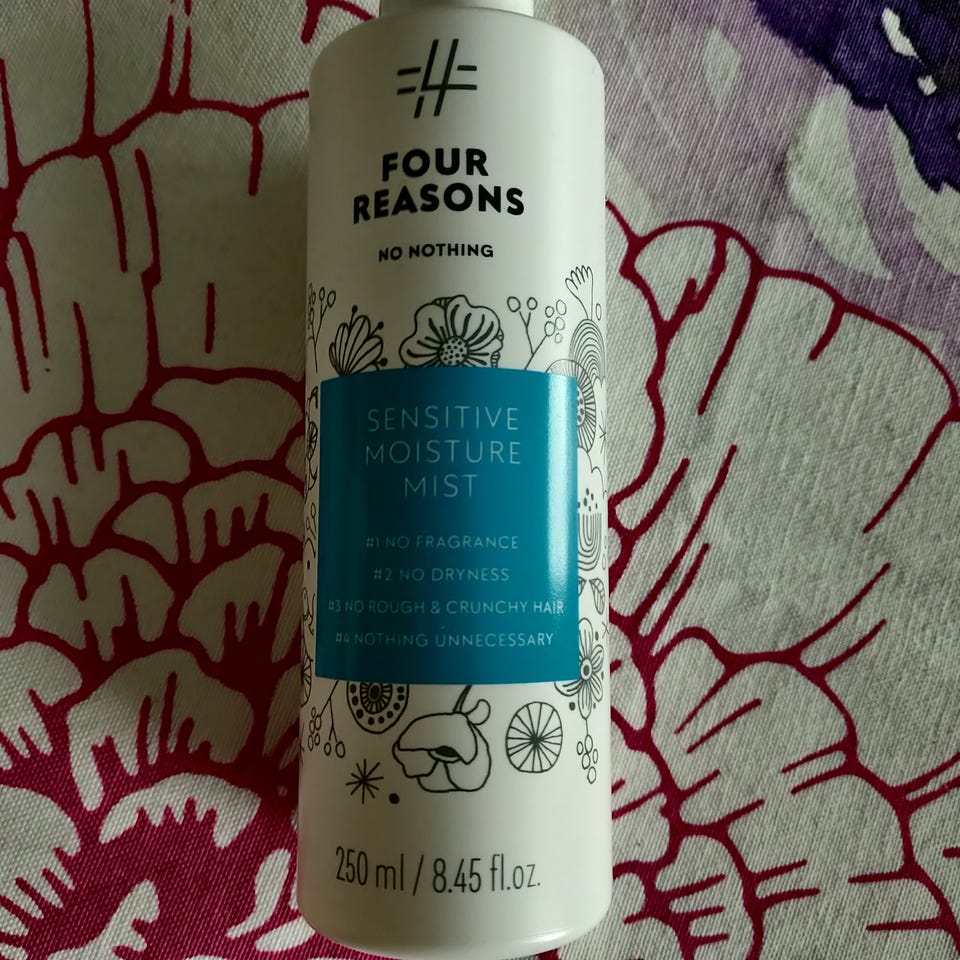 FOUR
REASONS
NO NOTHING
SENSITIVE
MOISTURE
MIST
#1 NO FRAGRANCE
#2 NO DRYNESS
#3 NO ROUGH & CRUNCHY HAIR
#4 NOTHING UNNECESSARY
250 ml / 8.45 fl.oz.